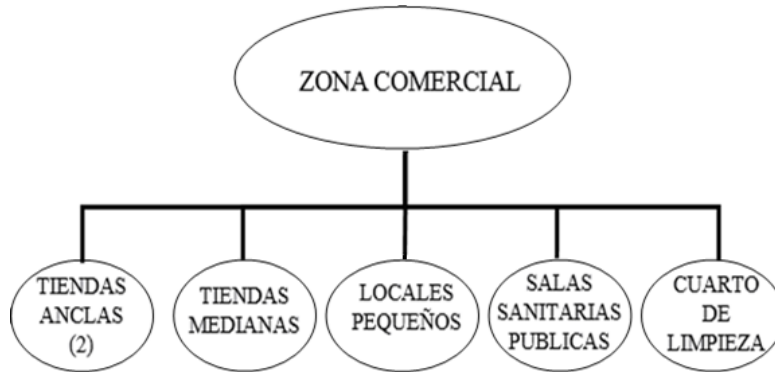 ZONA COMERCIAL
TIENDAS
ANCLAS
(2)
TIENDAS
MEDIANAS
LOCALES
PEQUEÑOS
SALAS
SANITARIAS
PUBLICAS
CUARTO
DE
LIMPIEZA